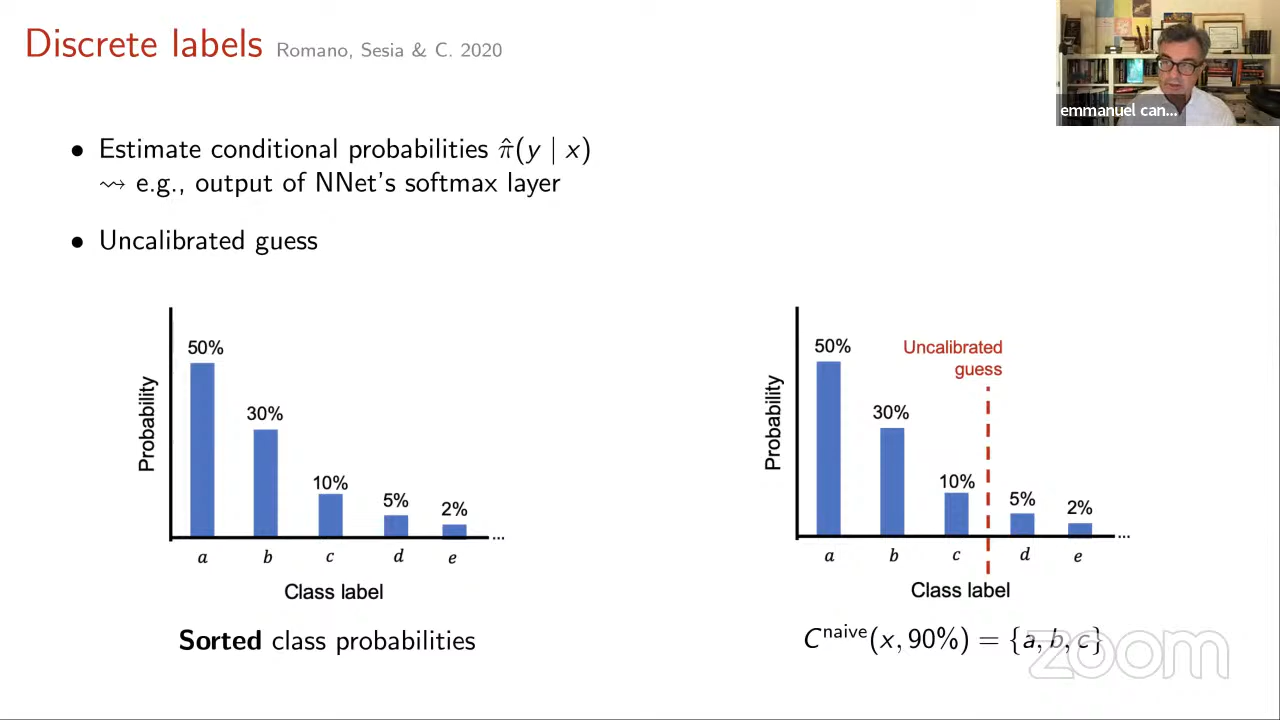 Discrete labels Romano, Sesia & C. 2020
emmanuel can...
• Estimate conditional probabilities π̂(y | x)
⇝ e.g., output of NNet's softmax layer
• Uncalibrated guess
Probability
50%
30%
10%
5%
2%
a b c d e ...
Class label
Sorted class probabilities
Probability
50%
30%
10%
5%
2%
Uncalibrated
guess
a b c d e ...
Class label
C^naive(x, 90%) = {a, b, c}
zoom